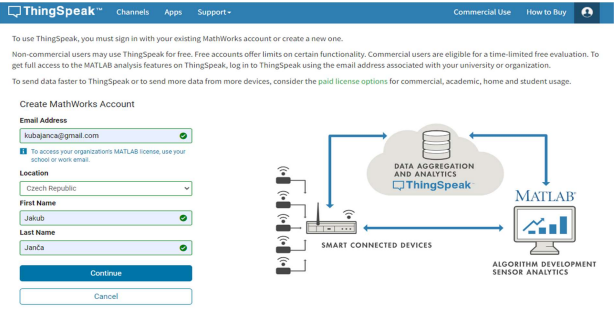 ThingSpeak™ Channels Apps Support Commercial Use How to Buy
To use ThingSpeak, you must sign in with your existing MathWorks account or create a new one.
Non-commercial users may use ThingSpeak for free. Free accounts offer limits on certain functionality. Commercial users are eligible for a time-limited free evaluation. To
get full access to the MATLAB analysis features on ThingSpeak, log in to ThingSpeak using the email address associated with your university or organization.
To send data faster to ThingSpeak or to send more data from more devices, consider the paid license options for commercial, academic, home and student usage.
Create MathWorks Account
Email Address
kubajanca@gmail.com
To access your organization's MATLAB license, use your
school or work email.
Location
Czech Republic
First Name
Jakub
Last Name
Janča
Continue
Cancel
DATA AGGREGATION
AND ANALYTICS
ThingSpeak
MATLAB
SMART CONNECTED DEVICES
ALGORITHM DEVELOPMENT
SENSOR ANALYTICS